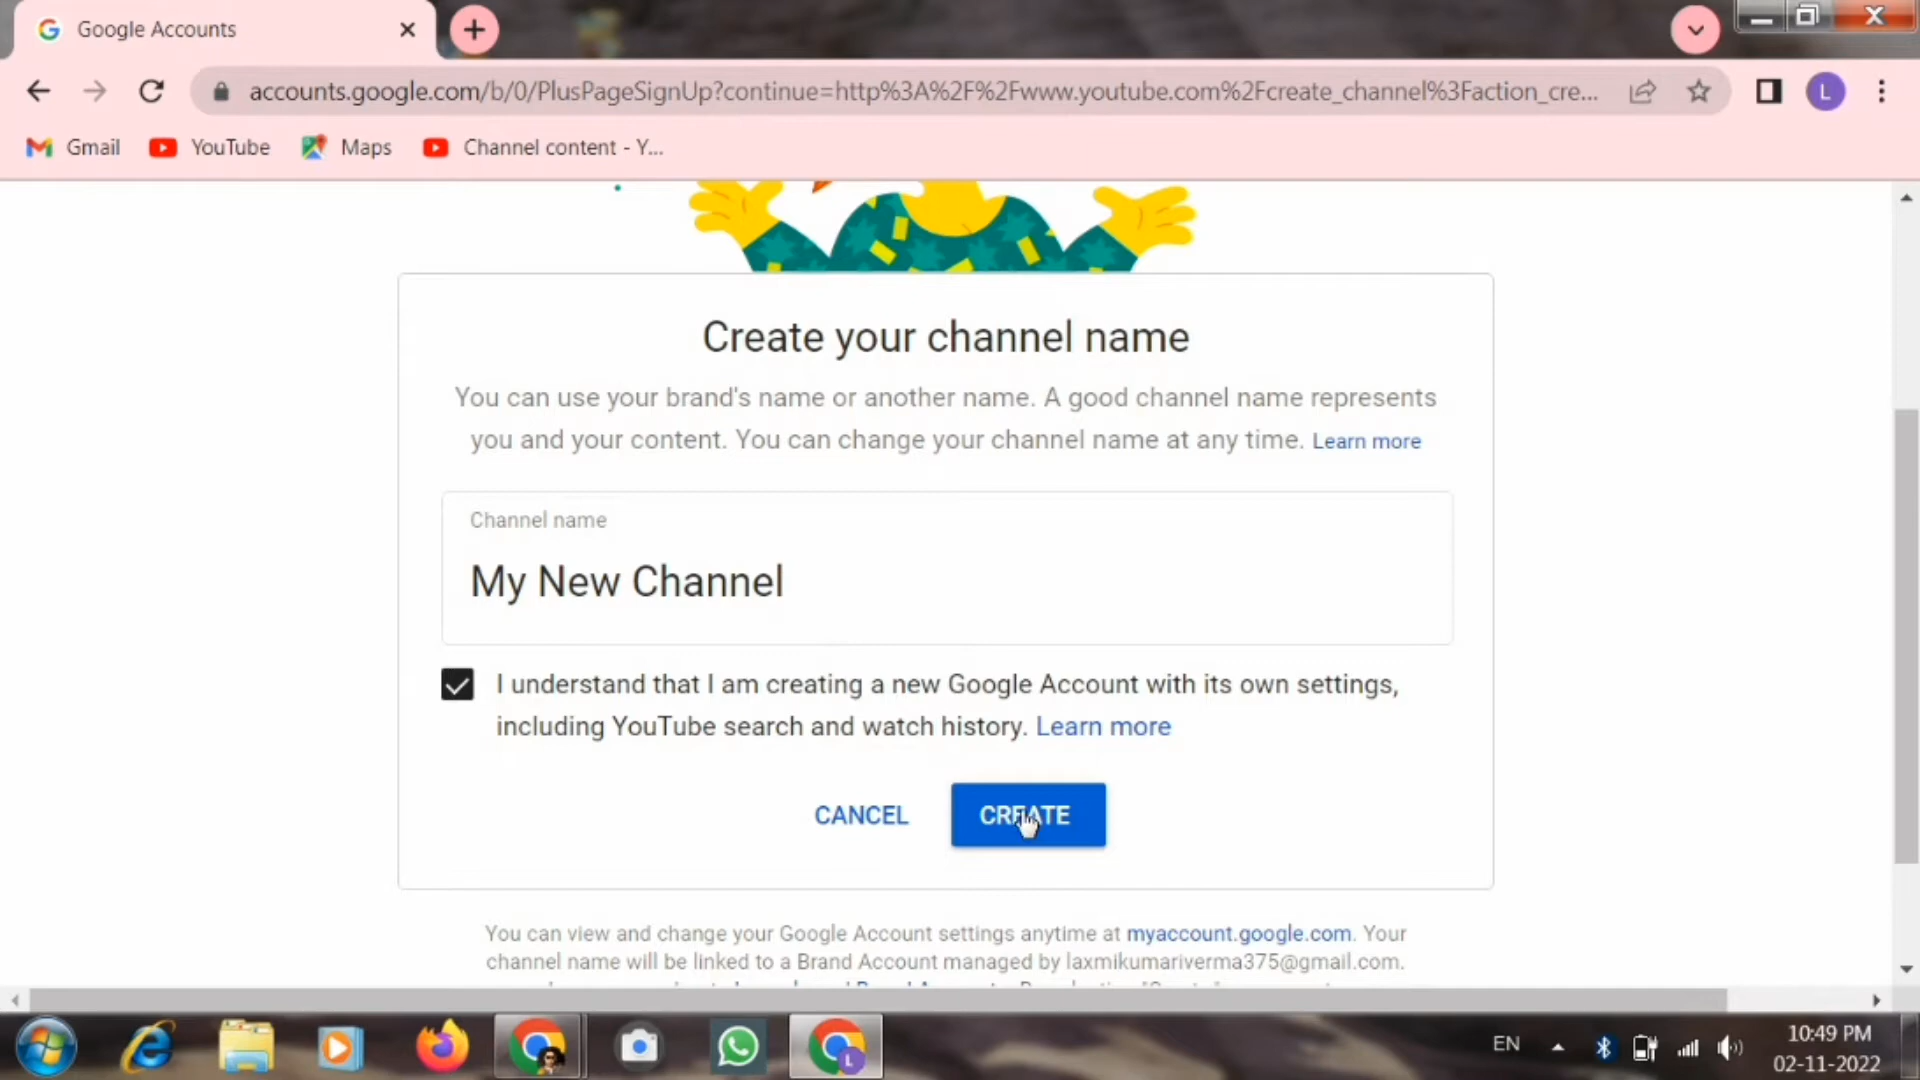 Google Accounts
accounts.google.com/b/0/PlusPageSignUp?continue=http%3A%2F%2Fwww.youtube.com%2Fcreate_channel%3Faction_cre...
L
Gmail
YouTube
Maps
Channel content - Y...
Create your channel name
You can use your brand's name or another name. A good channel name represents
you and your content. You can change your channel name at any time. Learn more
Channel name
My New Channel
I understand that I am creating a new Google Account with its own settings,
including YouTube search and watch history. Learn more
CANCEL
CREATE
You can view and change your Google Account settings anytime at myaccount.google.com. Your
channel name will be linked to a Brand Account managed by laxmikumariverma375@gmail.com.
L
EN
10:49 PM
02-11-2022